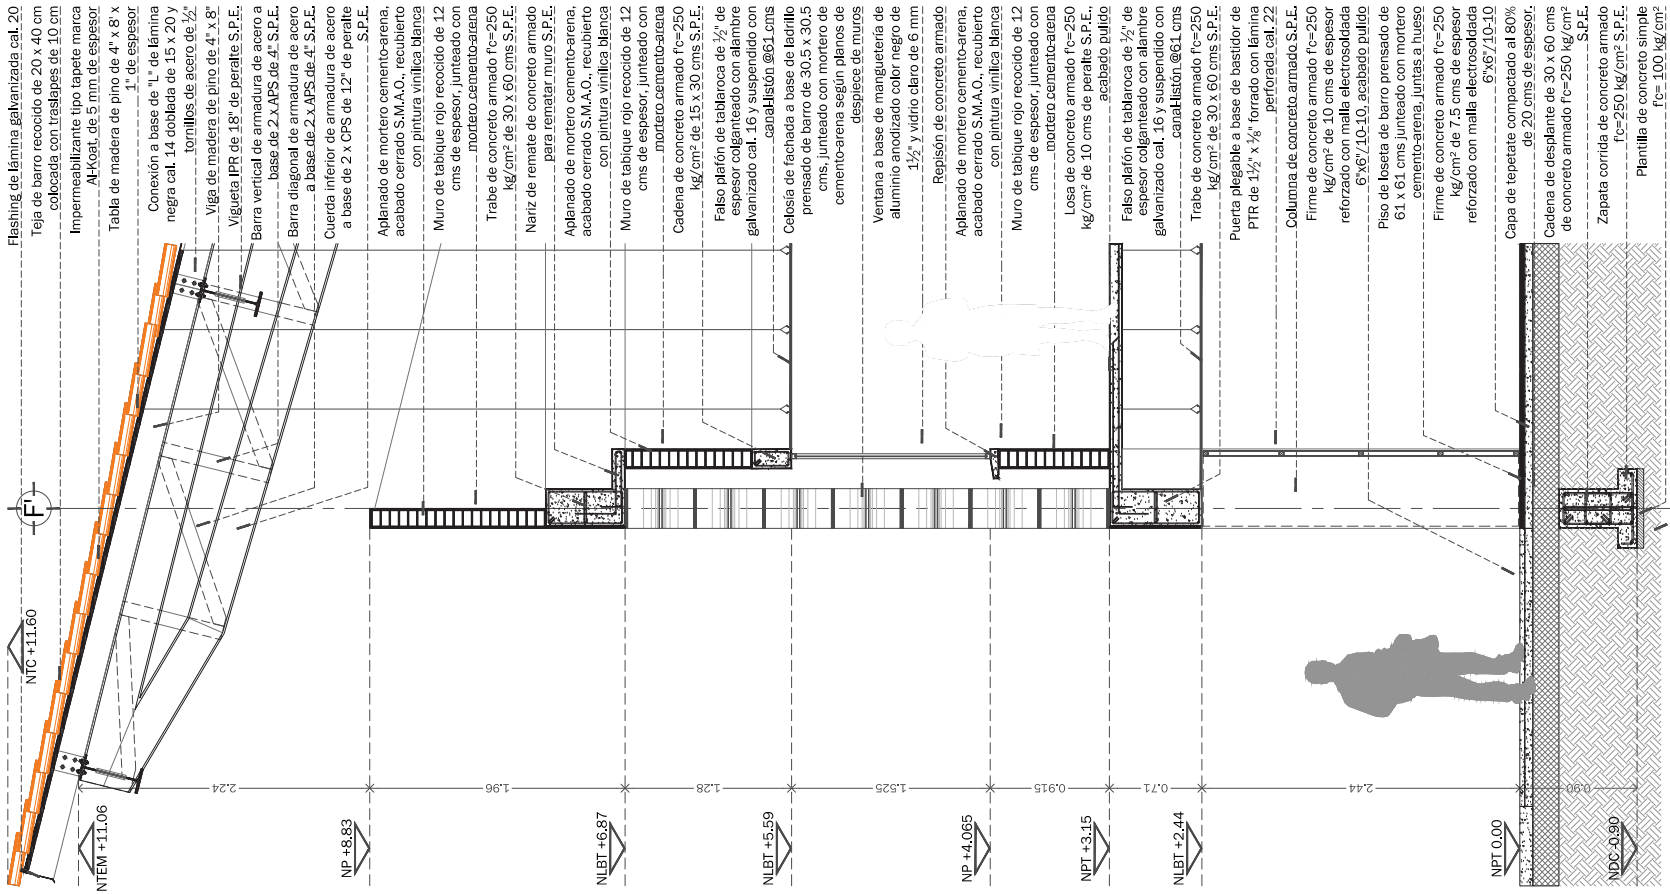 Flashing de lámina galvanizada cal. 20
Teja de barro recocido de 20 x 40 cm
colocada con traslapes de 10 cm
Impermeabilizante tipo tapete marca
Al-Koat, de 5 mm de espesor
Tabla de madera de pino de 4" x 8' x
1" de espesor
Conexión a base de "L" de lámina
negra cal. 14 doblada de 15 x 20 y
tornillos de acero de ½"
Viga de madera de pino de 4" x 8"
Vigueta IPR de 18" de peralte S.P.E.
Barra vertical de armadura de acero a
base de 2 x APS de 4" S.P.E.
Barra diagonal de armadura de acero
a base de 2 x APS de 4" S.P.E.
Cuerda inferior de armadura de acero
a base de 2 x CPS de 12" de peralte
S.P.E.
Aplanado de mortero cemento-arena,
acabado cerrado S.M.A.O., recubierto
con pintura vinílica blanca
Muro de tabique rojo recocido de 12
cms de espesor, junteado con
mortero cemento-arena
Trabe de concreto armado f'c=250
kg/cm² de 30 x 60 cms S.P.E.
Nariz de remate de concreto armado
para rematar muro S.P.E.
Aplanado de mortero cemento-arena,
acabado cerrado S.M.A.O., recubierto
con pintura vinílica blanca
Muro de tabique rojo recocido de 12
cms de espesor, junteado con
mortero cemento-arena
Cadena de concreto armado f'c=250
kg/cm² de 15 x 30 cms S.P.E.
Falso plafón de tablaroca de ½" de
espesor colganteado con alambre
galvanizado cal. 16 y suspendido con
canal-listón @61 cms
Celosía de fachada a base de ladrillo
prensado de barro de 30.5 x 30.5
cms, junteado con mortero de
cemento-arena según planos de
despiece de muros
Ventana a base de manguetería de
aluminio anodizado color negro de
1½" y vidrio claro de 6 mm
Repisón de concreto armado
Aplanado de mortero cemento-arena,
acabado cerrado S.M.A.O., recubierto
con pintura vinílica blanca
Muro de tabique rojo recocido de 12
cms de espesor, junteado con
mortero cemento-arena
Losa de concreto armado f'c=250
kg/cm² de 10 cms de peralte S.P.E.,
acabado pulido
Falso plafón de tablaroca de ½" de
espesor colganteado con alambre
galvanizado cal. 16 y suspendido con
canal-listón @61 cms
Trabe de concreto armado f'c=250
kg/cm² de 30 x 60 cms S.P.E.
Puerta plegable a base de bastidor de
PTR de 1½" x ⅛" forrado con lámina
perforada cal. 22
Columna de concreto armado S.P.E.
Firme de concreto armado f'c=250
kg/cm² de 10 cms de espesor
reforzado con malla electrosoldada
6"x6"/10-10, acabado pulido
Piso de loseta de barro prensado de
61 x 61 cms junteado con mortero
cemento-arena, juntas a hueso
Firme de concreto armado f'c=250
kg/cm² de 7.5 cms de espesor
reforzado con malla electrosoldada
6"x6"/10-10
Capa de tepetate compactado al 80%
de 20 cms de espesor.
Cadena de desplante de 30 x 60 cms
de concreto armado f'c=250 kg/cm²
S.P.E.
Zapata corrida de concreto armado
f'c=250 kg/cm² S.P.E.
Plantilla de concreto simple
f'c= 100 kg/cm²
F'
NTC +11.60
NTEM +11.06
NP +8.83
NLBT +6.87
NLBT +5.59
NP +4.065
NPT +3.15
NLBT +2.44
NPT 0.00
NDC -0.90
2.24
1.96
1.28
1.525
0.915
0.71
2.44
0.90